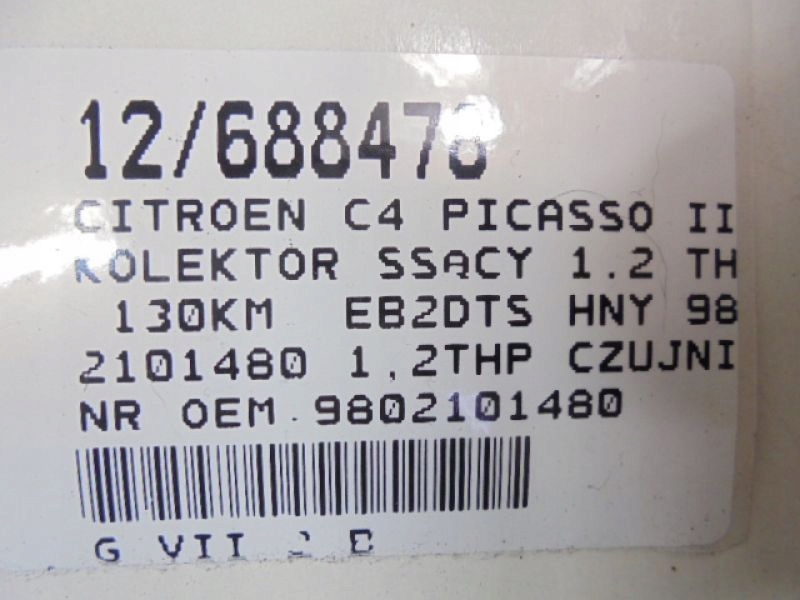 12/688478
CITROEN C4 PICASSO II
KOLEKTOR SSĄCY 1.2 TH
130KM EB2DTS HNY 98
2101480 1,2THP CZUJNI
NR OEM 9802101480
G VII